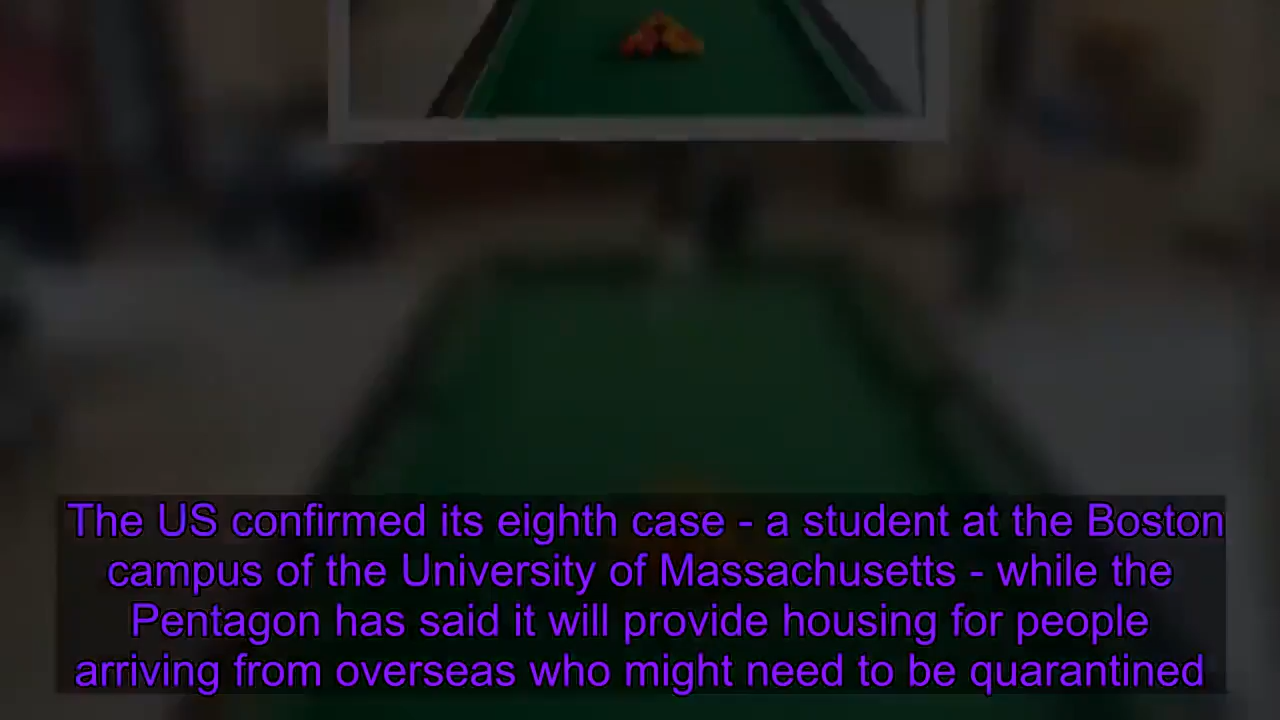 The US confirmed its eighth case - a student at the Boston
campus of the University of Massachusetts - while the
Pentagon has said it will provide housing for people
arriving from overseas who might need to be quarantined